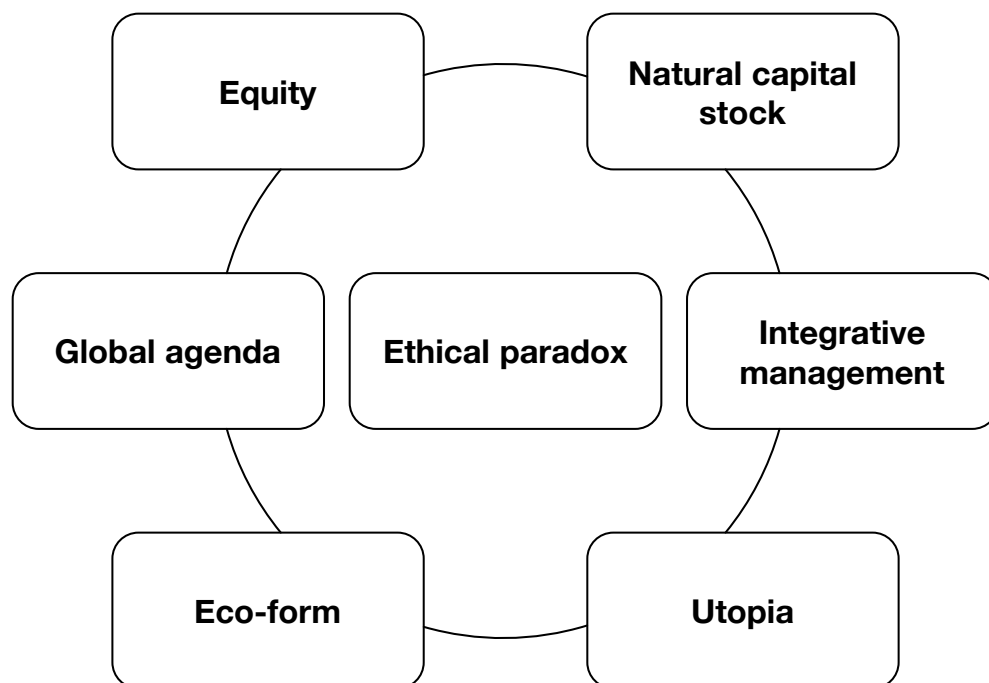 Equity
Natural capital
stock
Global agenda
Ethical paradox
Integrative
management
Eco-form
Utopia